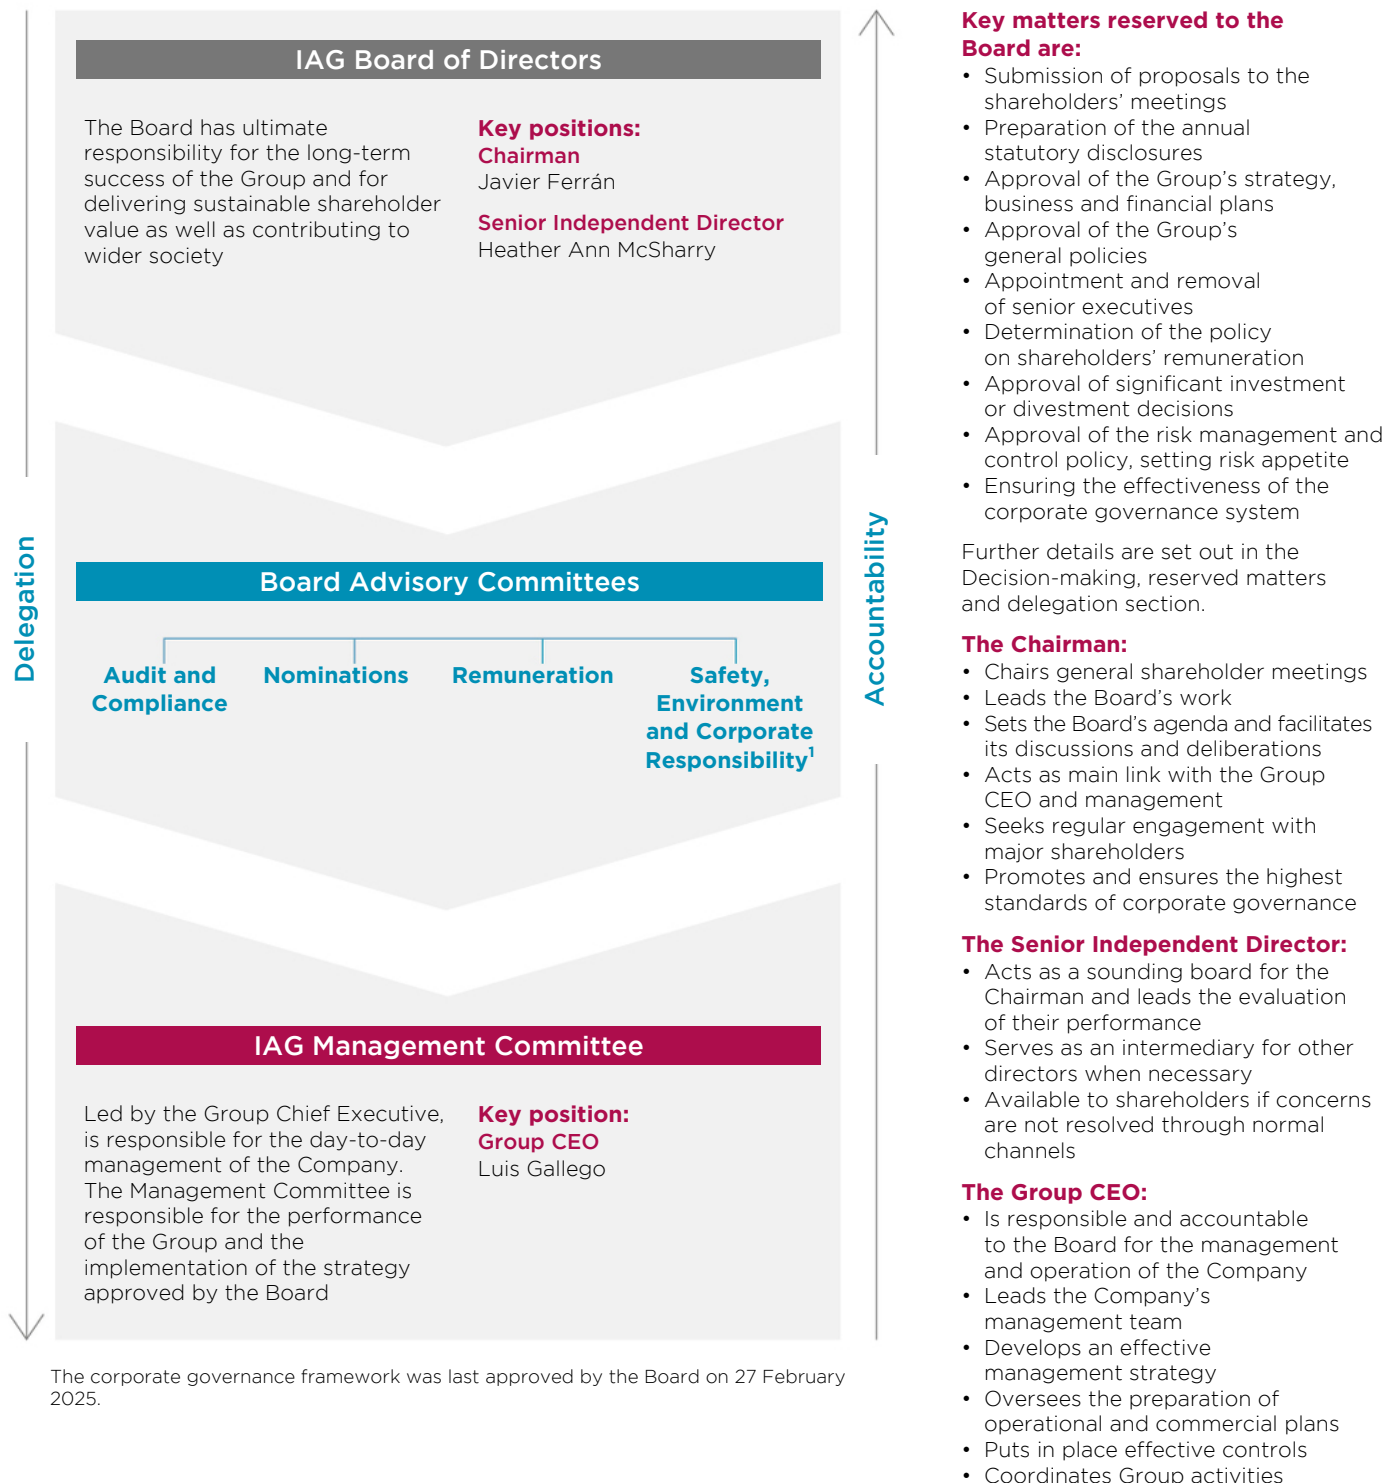 IAG Board of Directors
The Board has ultimate
responsibility for the long-term
success of the Group and for
delivering sustainable shareholder
value as well as contributing to
wider society
Key positions:
Chairman
Javier Ferrán
Senior Independent Director
Heather Ann McSharry
Delegation
Accountability
Board Advisory Committees
Audit and
Compliance
Nominations
Remuneration
Safety,
Environment
and Corporate
Responsibility¹
IAG Management Committee
Led by the Group Chief Executive,
is responsible for the day-to-day
management of the Company.
The Management Committee is
responsible for the performance
of the Group and the
implementation of the strategy
approved by the Board
Key position:
Group CEO
Luis Gallego
The corporate governance framework was last approved by the Board on 27 February
2025.
Key matters reserved to the
Board are:
• Submission of proposals to the
shareholders’ meetings
• Preparation of the annual
statutory disclosures
• Approval of the Group’s strategy,
business and financial plans
• Approval of the Group’s
general policies
• Appointment and removal
of senior executives
• Determination of the policy
on shareholders’ remuneration
• Approval of significant investment
or divestment decisions
• Approval of the risk management and
control policy, setting risk appetite
• Ensuring the effectiveness of the
corporate governance system
Further details are set out in the
Decision-making, reserved matters
and delegation section.
The Chairman:
• Chairs general shareholder meetings
• Leads the Board’s work
• Sets the Board’s agenda and facilitates
its discussions and deliberations
• Acts as main link with the Group
CEO and management
• Seeks regular engagement with
major shareholders
• Promotes and ensures the highest
standards of corporate governance
The Senior Independent Director:
• Acts as a sounding board for the
Chairman and leads the evaluation
of their performance
• Serves as an intermediary for other
directors when necessary
• Available to shareholders if concerns
are not resolved through normal
channels
The Group CEO:
• Is responsible and accountable
to the Board for the management
and operation of the Company
• Leads the Company’s
management team
• Develops an effective
management strategy
• Oversees the preparation of
operational and commercial plans
• Puts in place effective controls
• Coordinates Group activities